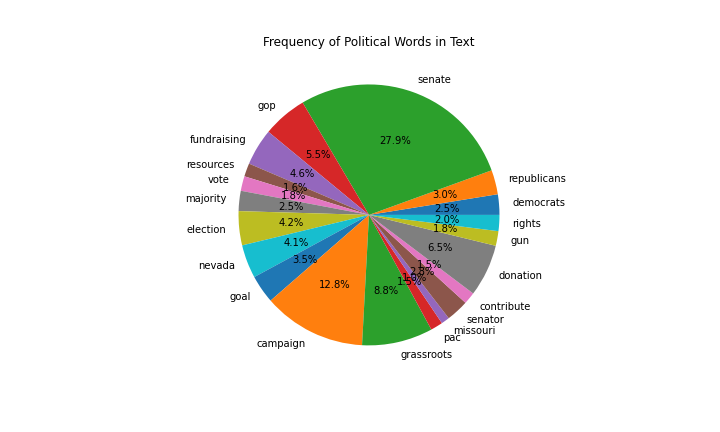 Frequency of Political Words in Text
senate
gop
27.9%
fundraising
5.5%
resources
4.6%
republicans
vote
1.6%
3.0%
majority
1.8%
democrats
2.5%
2.5%
election
4.2%
2.0%
rights
1.8%
gun
nevada
4.1%
6.5%
goal
3.5%
1.5%
donation
12.8%
2.8%
8.8%
1.5%
contribute
campaign
senator
missouri
pac
grassroots